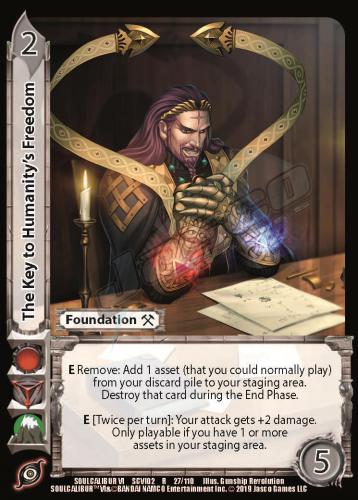 2
The Key to Humanity's Freedom
Foundation
E Remove: Add 1 asset (that you could normally play)
from your discard pile to your staging area.
Destroy that card during the End Phase.
E [Twice per turn]: Your attack gets +2 damage.
Only playable if you have 1 or more
assets in your staging area.
5
SOULCALIBUR VI SCVI02 R 27/110 Illus. Gunship Revolution
SOULCALIBUR™VI&©BANDAI NAMCO Entertainment Inc. © 2019 Jasco Games LLC